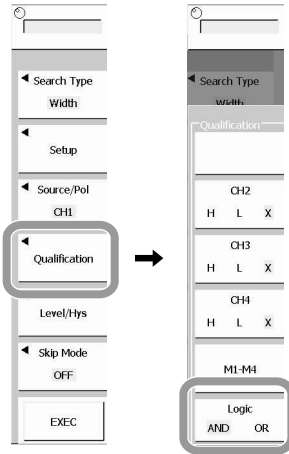 Search Type
Width
Setup
Source/Pol
CH1
Qualification
Level/Hys
Skip Mode
OFF
EXEC
Search Type
Width
Qualification
CH2
H L X
CH3
H L X
CH4
H L X
M1-M4
Logic
AND OR